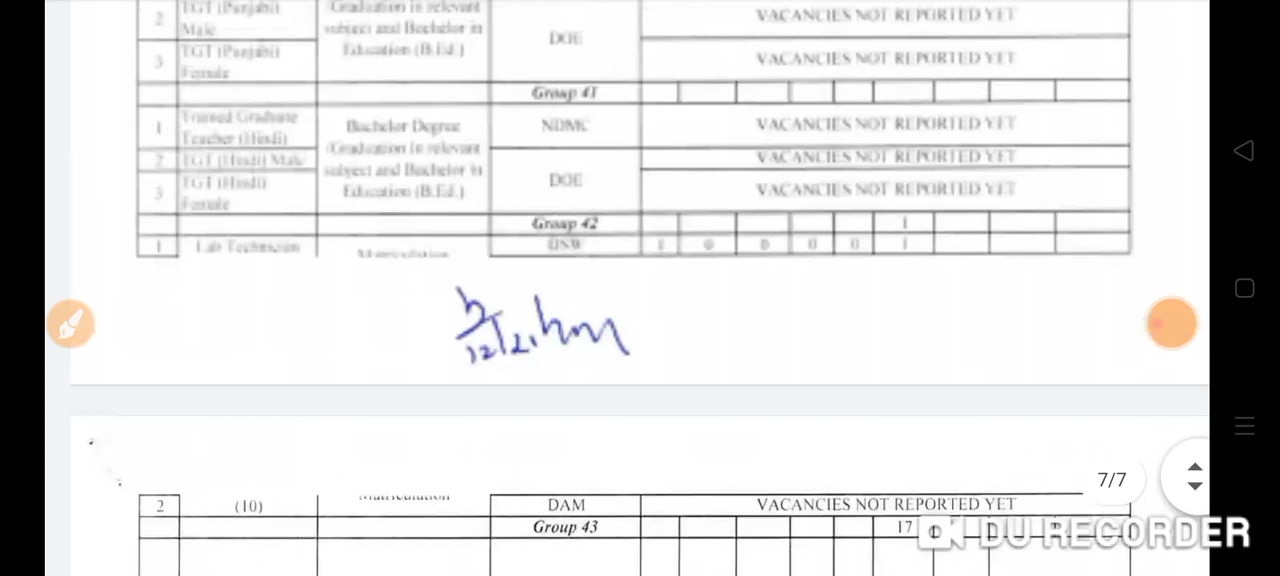 2 TGT (Punjabi) Male Graduation in relevant subject and Bachelor in Education (B.Ed.) DOE VACANCIES NOT REPORTED YET
3 TGT (Punjabi) Female VACANCIES NOT REPORTED YET
Group 41
1 Trained Graduate Teacher (Hindi) Bachelor Degree Graduation in relevant subject and Bachelor in Education (B.Ed.) NDMC VACANCIES NOT REPORTED YET
2 TGT (Hindi) Male DOE VACANCIES NOT REPORTED YET
3 TGT (Hindi) Female VACANCIES NOT REPORTED YET
Group 42 1
1 Lab Technician Matriculation 1 0 0 0 0 1
7/7
2 (10) Matriculation DAM VACANCIES NOT REPORTED YET
Group 43 17
DU RECORDER